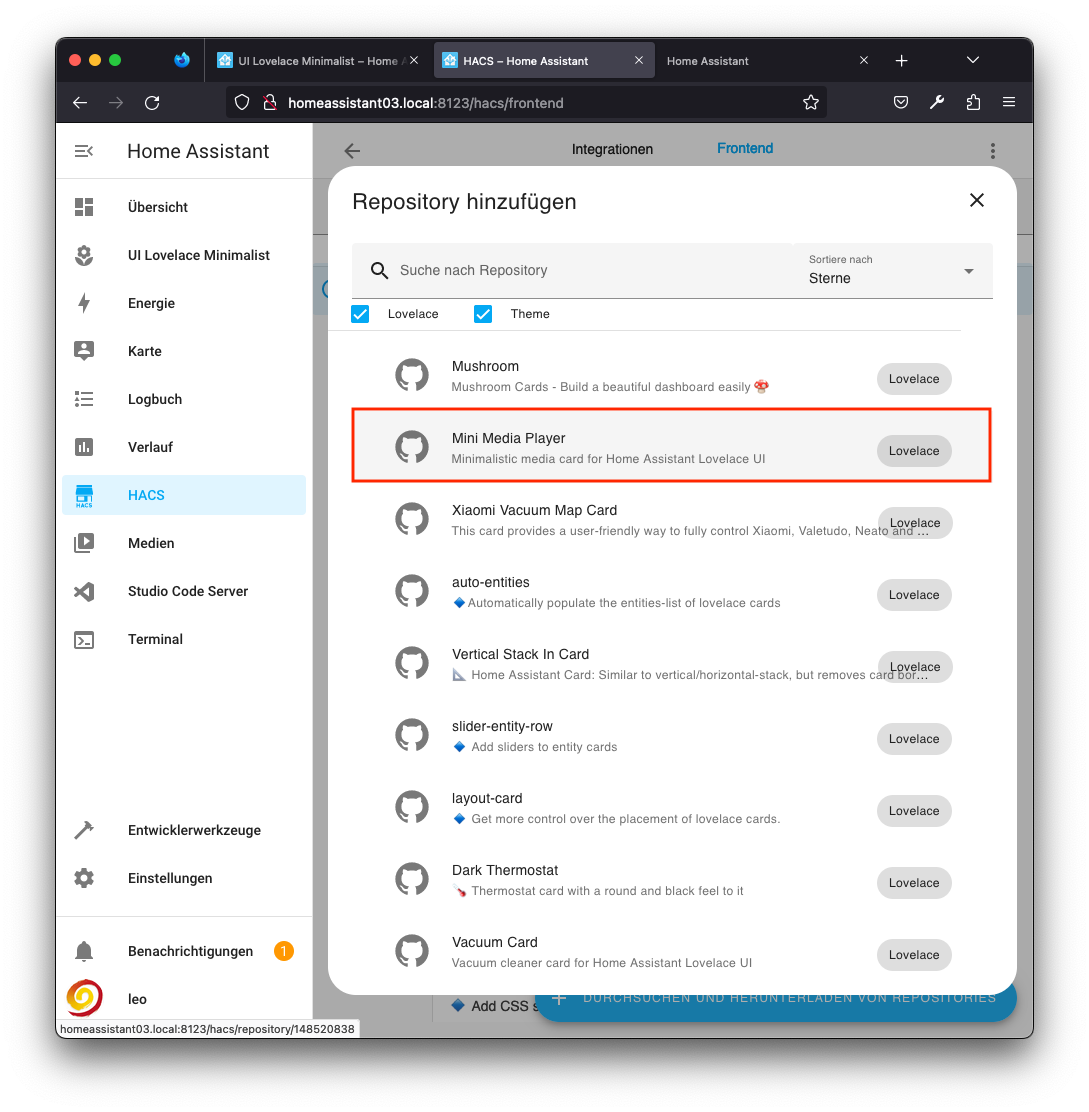 UI Lovelace Minimalist – Home A
HACS – Home Assistant
Home Assistant
homeassistant03.local:8123/hacs/frontend
Home Assistant
Integrationen
Frontend
Übersicht
UI Lovelace Minimalist
Energie
Karte
Logbuch
Verlauf
HACS
HACS
Medien
Studio Code Server
Terminal
Entwicklerwerkzeuge
Einstellungen
Benachrichtigungen
1
leo
homeassistant03.local:8123/hacs/repository/148520838
Repository hinzufügen
Suche nach Repository
Sortiere nach
Sterne
Lovelace
Theme
Mushroom
Mushroom Cards - Build a beautiful dashboard easily 🍄
Lovelace
Mini Media Player
Minimalistic media card for Home Assistant Lovelace UI
Lovelace
Xiaomi Vacuum Map Card
This card provides a user-friendly way to fully control Xiaomi, Valetudo, Neato and …
Lovelace
auto-entities
🔹Automatically populate the entities-list of lovelace cards
Lovelace
Vertical Stack In Card
📐 Home Assistant Card: Similar to vertical/horizontal-stack, but removes card bor…
Lovelace
slider-entity-row
🔹 Add sliders to entity cards
Lovelace
layout-card
🔹 Get more control over the placement of lovelace cards.
Lovelace
Dark Thermostat
🌡 Thermostat card with a round and black feel to it
Lovelace
Vacuum Card
Vacuum cleaner card for Home Assistant Lovelace UI
Lovelace
🔹 Add CSS s
DURCHSUCHEN UND HERUNTERLADEN VON REPOSITORIES